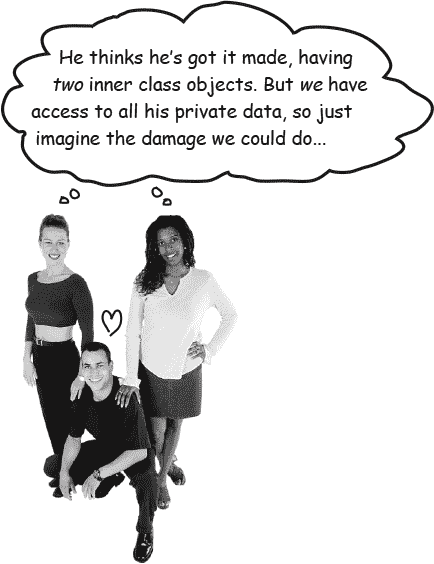 He thinks he's got it made, having
two inner class objects. But we have
access to all his private data, so just
imagine the damage we could do...